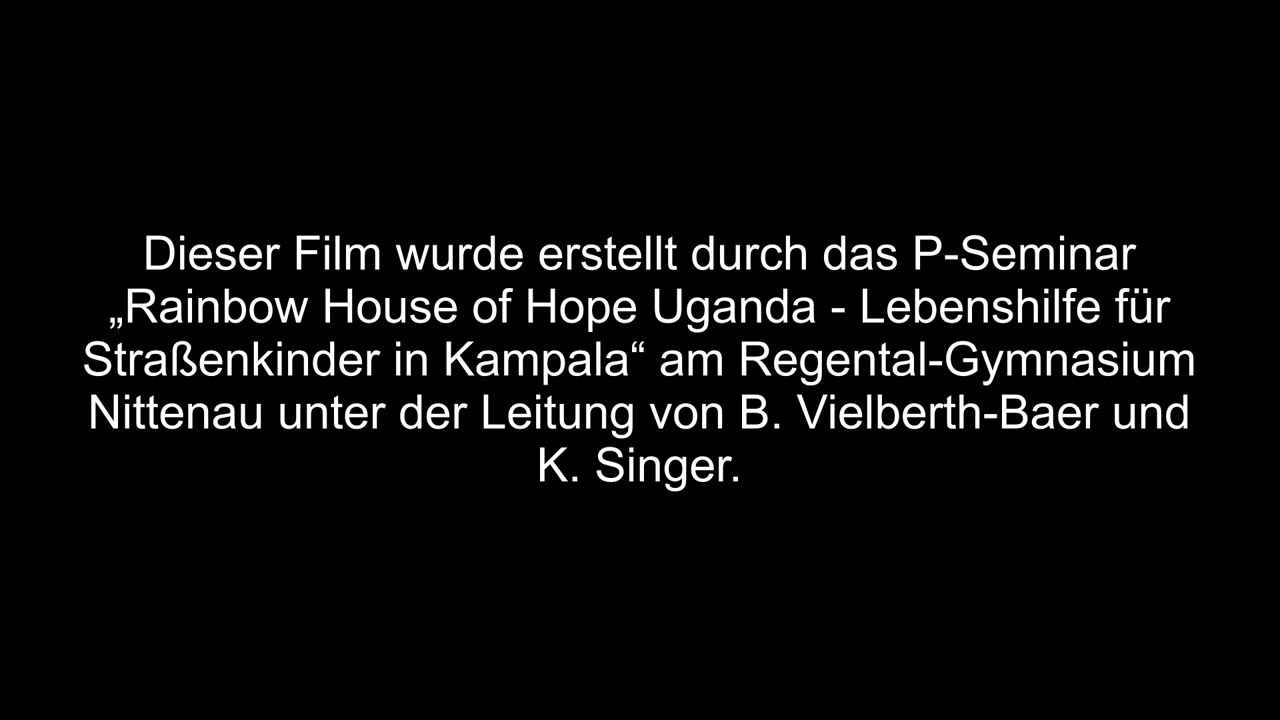 Dieser Film wurde erstellt durch das P-Seminar
„Rainbow House of Hope Uganda - Lebenshilfe für
Straßenkinder in Kampala“ am Regental-Gymnasium
Nittenau unter der Leitung von B. Vielberth-Baer und
K. Singer.